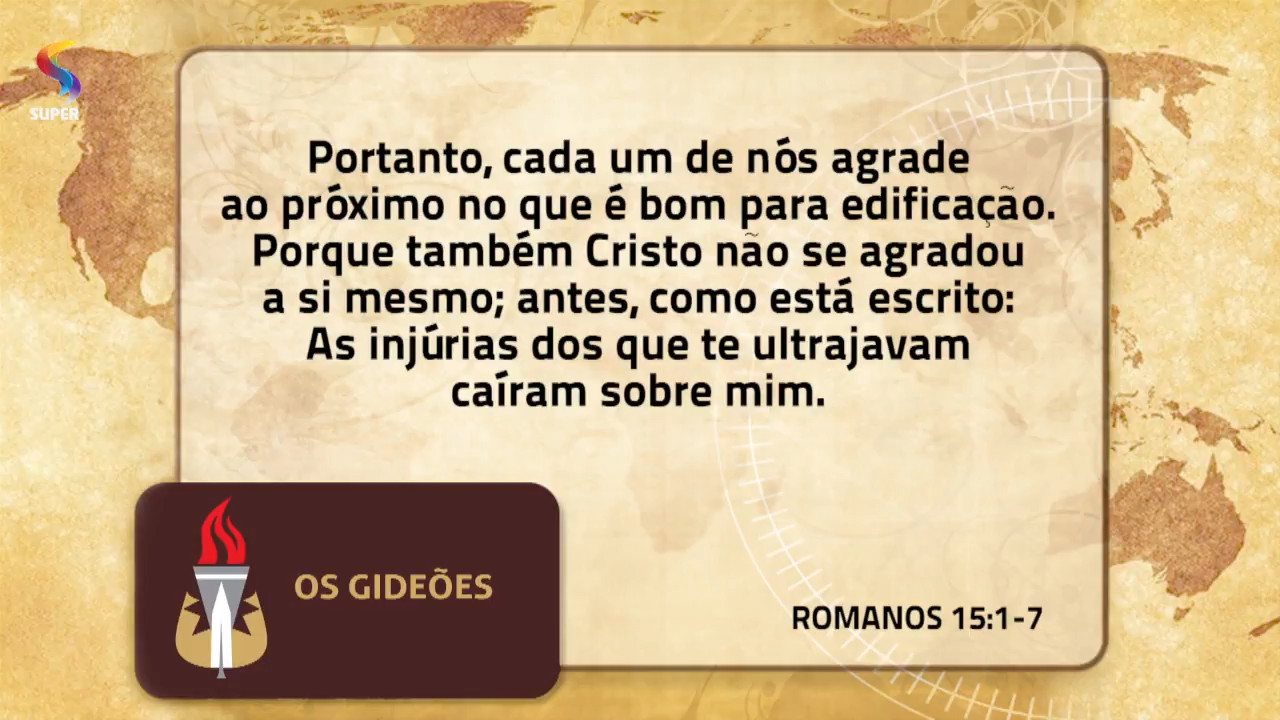 SUPER
Portanto, cada um de nós agrade
ao próximo no que é bom para edificação.
Porque também Cristo não se agradou
a si mesmo; antes, como está escrito:
As injúrias dos que te ultrajavam
caíram sobre mim.
OS GIDEÕES
ROMANOS 15:1-7